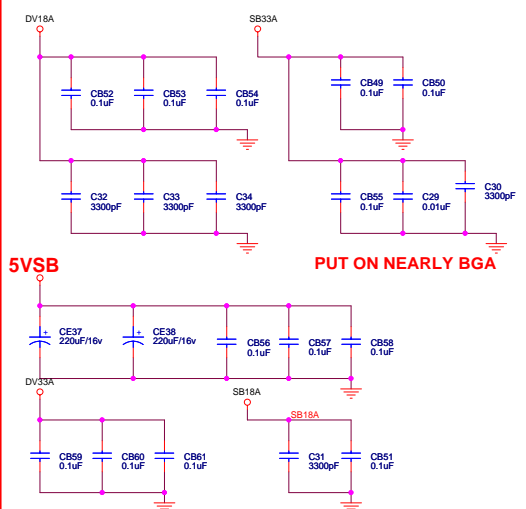 DV18A
SB33A
CB52
0.1uF
CB53
0.1uF
CB54
0.1uF
CB49
0.1uF
CB50
0.1uF
C32
3300pF
C33
3300pF
C34
3300pF
CB55
0.1uF
C29
0.01uF
C30
3300pF
5VSB
PUT ON NEARLY BGA
+
CE37
220uF/16v
+
CE38
220uF/16v
CB56
0.1uF
CB57
0.1uF
CB58
0.1uF
DV33A
SB18A
SB18A
CB59
0.1uF
CB60
0.1uF
CB61
0.1uF
C31
3300pF
CB51
0.1uF